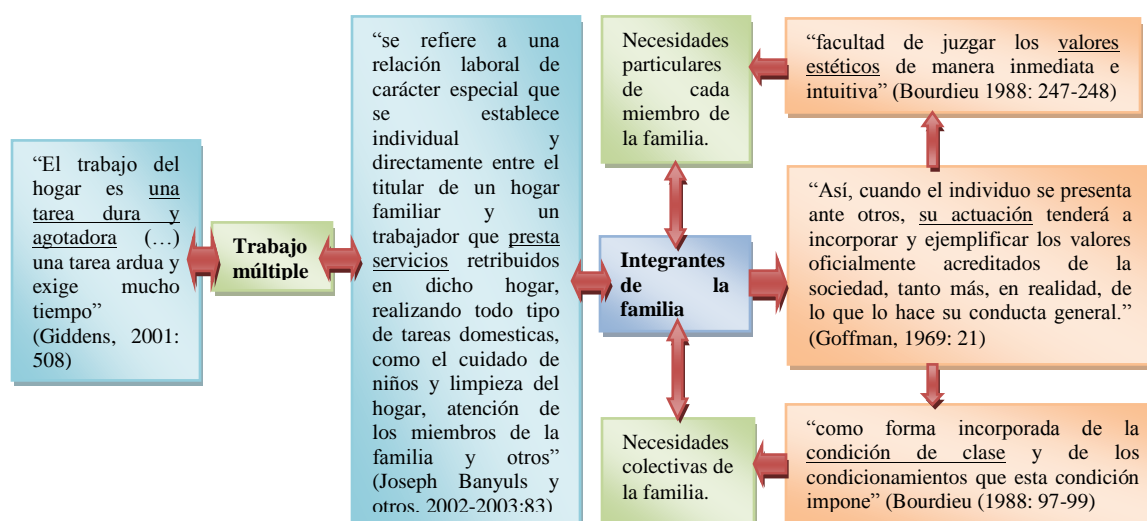 “El trabajo del
hogar es una
tarea dura y
agotadora (…)
una tarea ardua y
exige mucho
tiempo”
(Giddens, 2001:
508)
Trabajo
múltiple
“se refiere a una
relación laboral de
carácter especial que
se establece
individual y
directamente entre el
titular de un hogar
familiar y un
trabajador que presta
servicios retribuidos
en dicho hogar,
realizando todo tipo
de tareas domesticas,
como el cuidado de
niños y limpieza del
hogar, atención de
los miembros de la
familia y otros”
(Joseph Banyuls y
otros, 2002-2003:83)
Necesidades
particulares
de cada
miembro de
la familia.
Integrantes
de la
familia
Necesidades
colectivas de
la familia.
“facultad de juzgar los valores
estéticos de manera inmediata e
intuitiva” (Bourdieu 1988: 247-248)
“Así, cuando el individuo se presenta
ante otros, su actuación tenderá a
incorporar y ejemplificar los valores
oficialmente acreditados de la
sociedad, tanto más, en realidad, de
lo que lo hace su conducta general.”
(Goffman, 1969: 21)
“como forma incorporada de la
condición de clase y de los
condicionamientos que esta condición
impone” (Bourdieu (1988: 97-99)